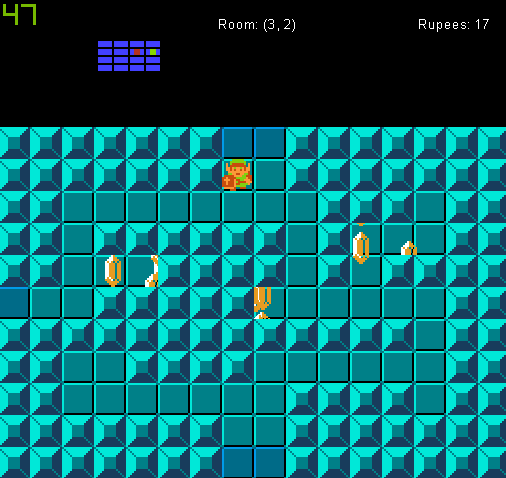 47
Room: (3, 2)
Rupees: 17